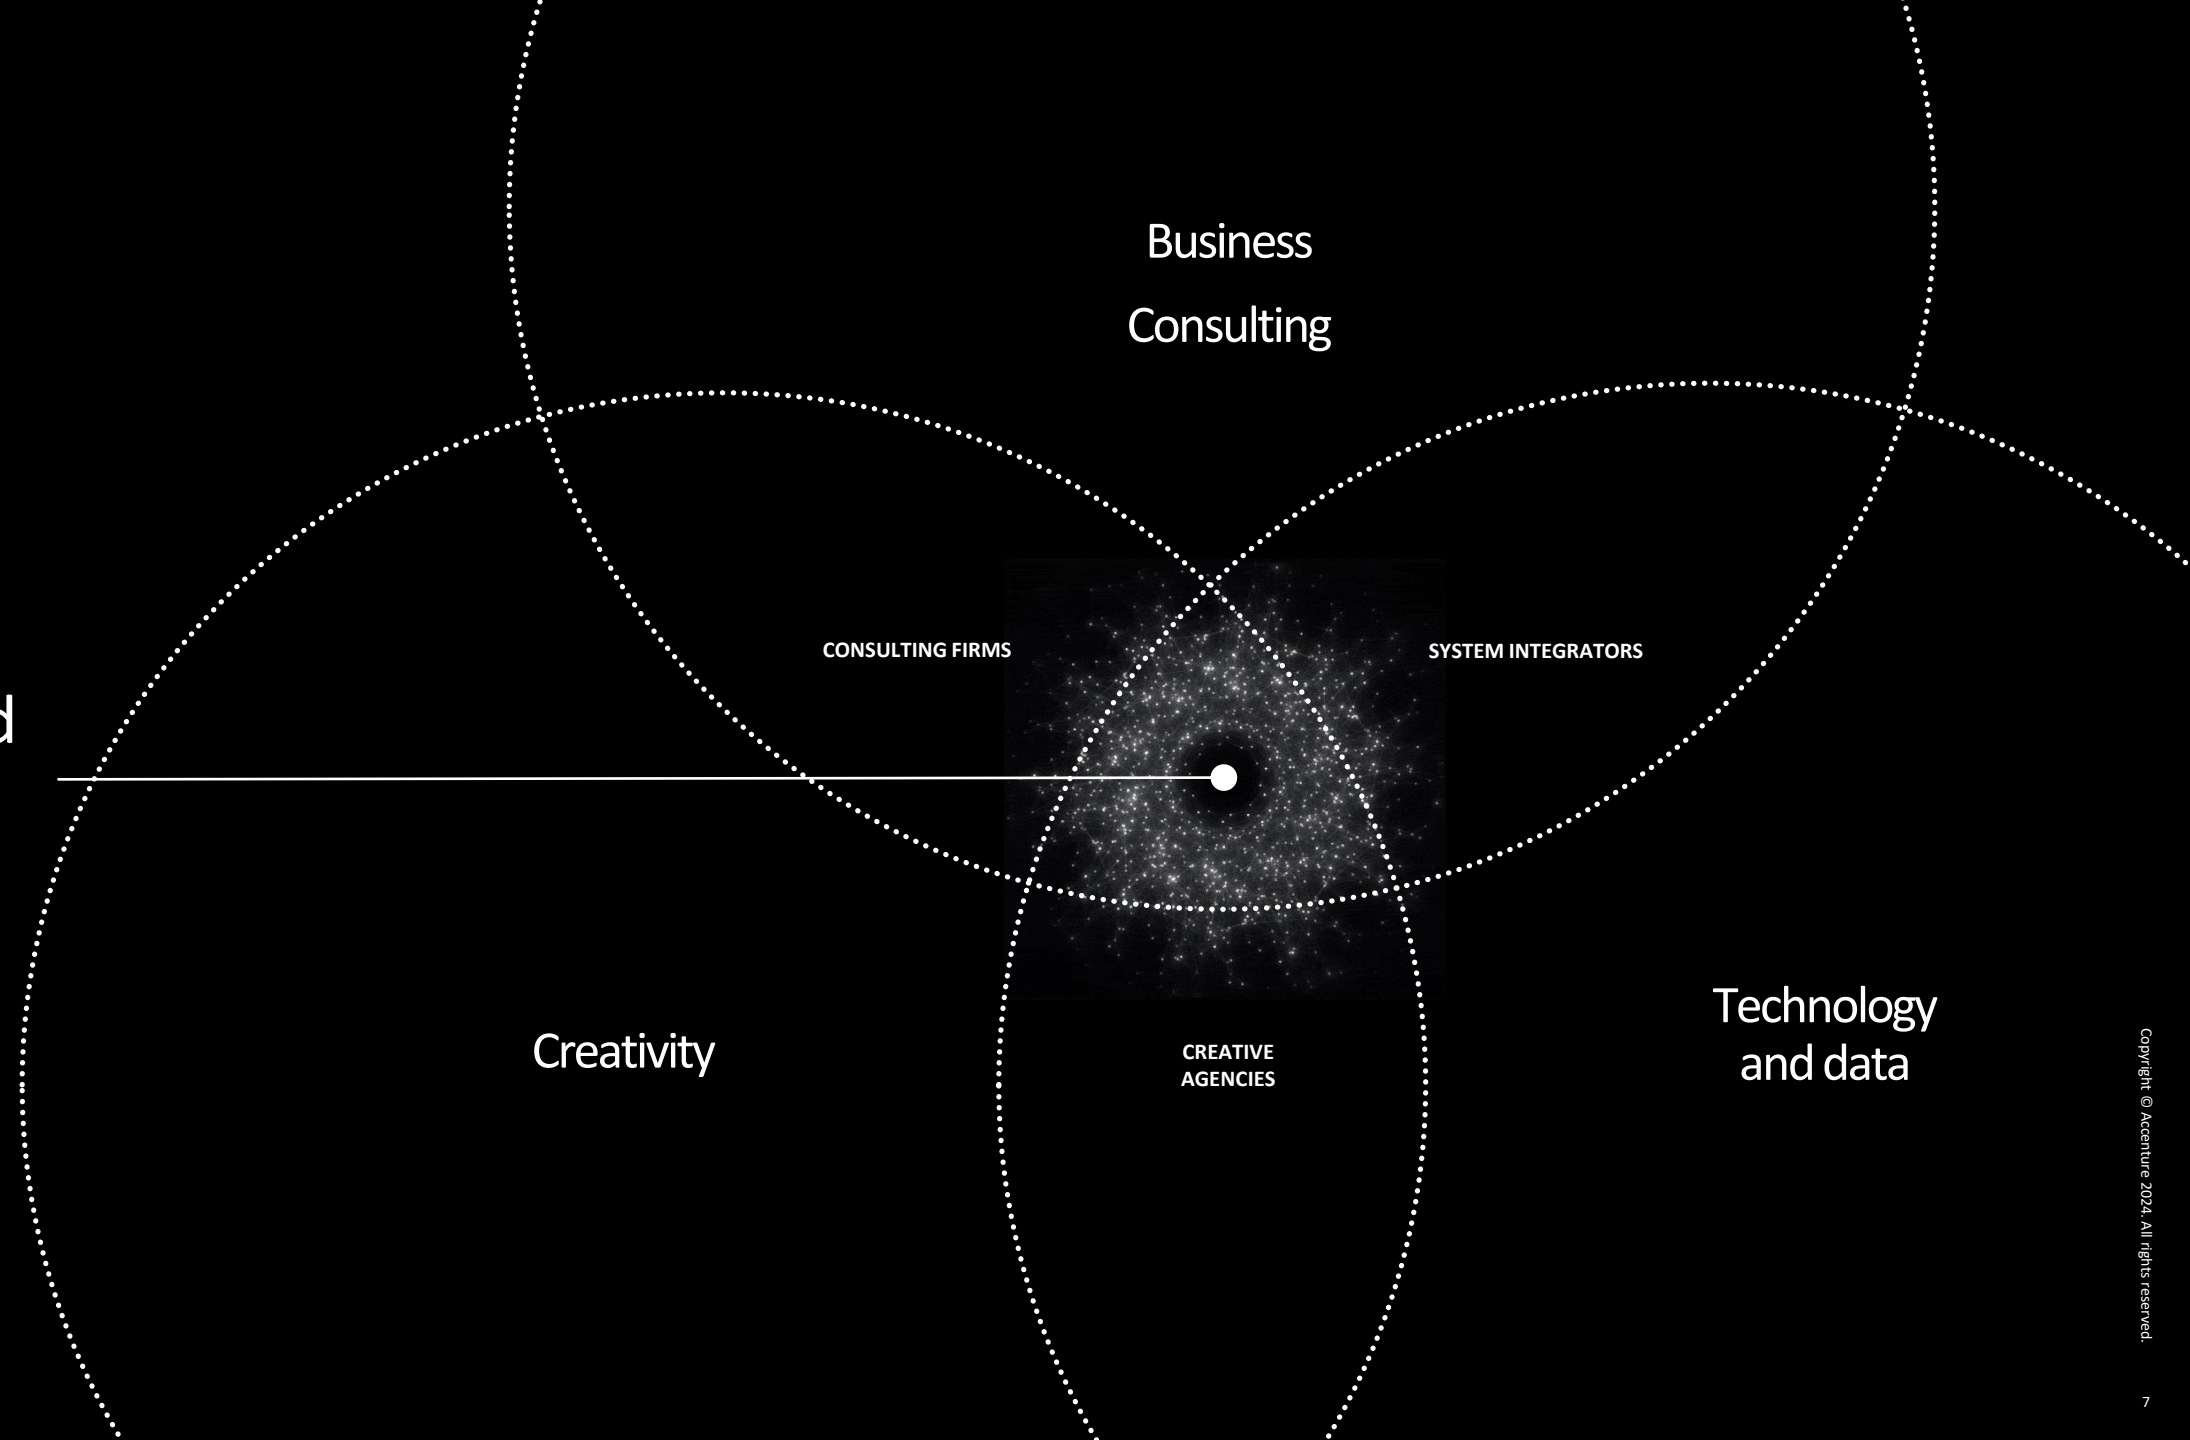 Business
Consulting
CONSULTING FIRMS
SYSTEM INTEGRATORS
d
Creativity
CREATIVE
AGENCIES
Technology
and data
Copyright © Accenture 2024. All rights reserved.
7